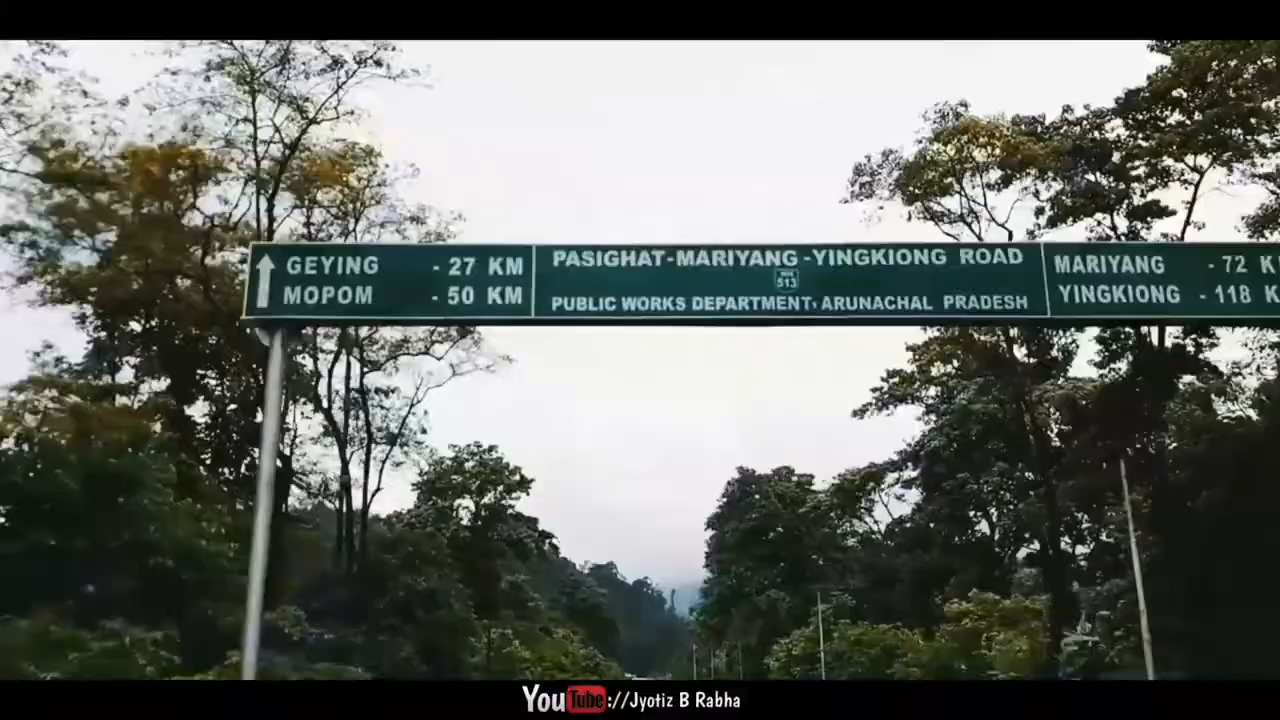 GEYING - 27 KM
MOPOM - 50 KM
PASIGHAT-MARIYANG-YINGKIONG ROAD
513
PUBLIC WORKS DEPARTMENT, ARUNACHAL PRADESH
MARIYANG - 72 K
YINGKIONG - 118 K
YouTube://Jyotiz B Rabha